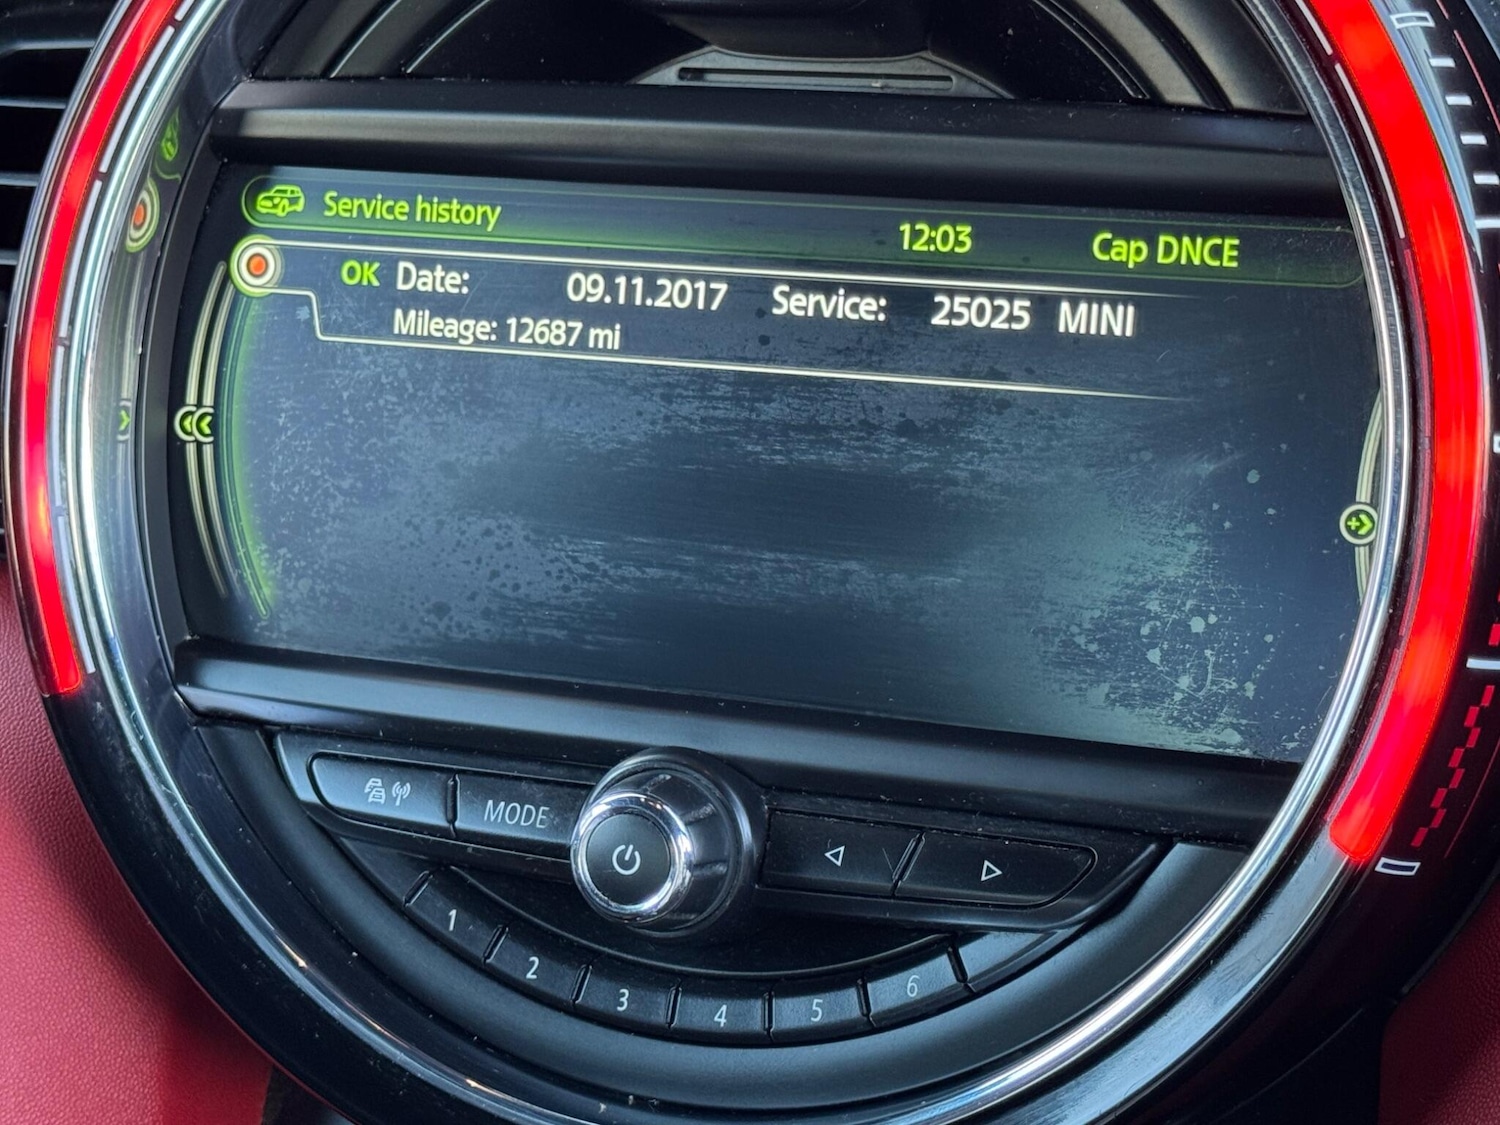 Service history 12:03 Cap DNCE
OK Date: 09.11.2017 Service: 25025 MINI
Mileage: 12687 mi
MODE
1 2 3 4 5 6